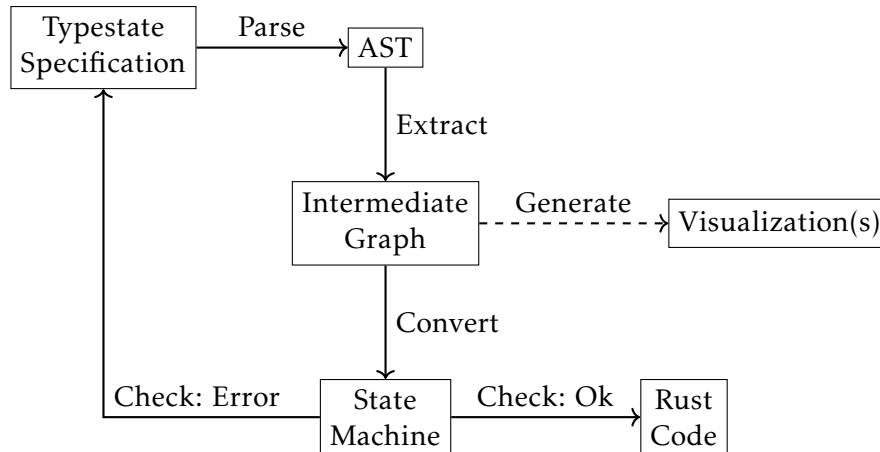 Typestate
Specification
Parse
AST
Extract
Intermediate
Graph
Generate
Visualization(s)
Convert
Check: Error
State
Machine
Check: Ok
Rust
Code